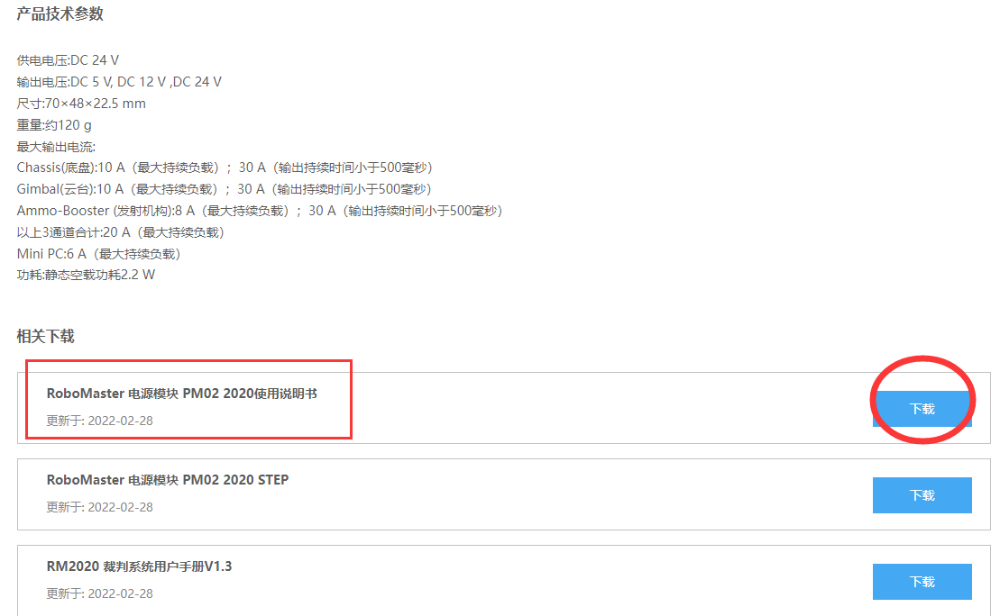 产品技术参数
供电电压:DC 24 V
输出电压:DC 5 V, DC 12 V ,DC 24 V
尺寸:70×48×22.5 mm
重量:约120 g
最大输出电流:
Chassis(底盘):10 A（最大持续负载）；30 A（输出持续时间小于500毫秒）
Gimbal(云台):10 A（最大持续负载）；30 A（输出持续时间小于500毫秒）
Ammo-Booster (发射机构):8 A（最大持续负载）；30 A（输出持续时间小于500毫秒）
以上3通道合计:20 A（最大持续负载）
Mini PC:6 A（最大持续负载）
功耗:静态空载功耗2.2 W
相关下载
RoboMaster 电源模块 PM02 2020使用说明书
更新于: 2022-02-28
下载
RoboMaster 电源模块 PM02 2020 STEP
更新于: 2022-02-28
下载
RM2020 裁判系统用户手册V1.3
更新于: 2022-02-28
下载